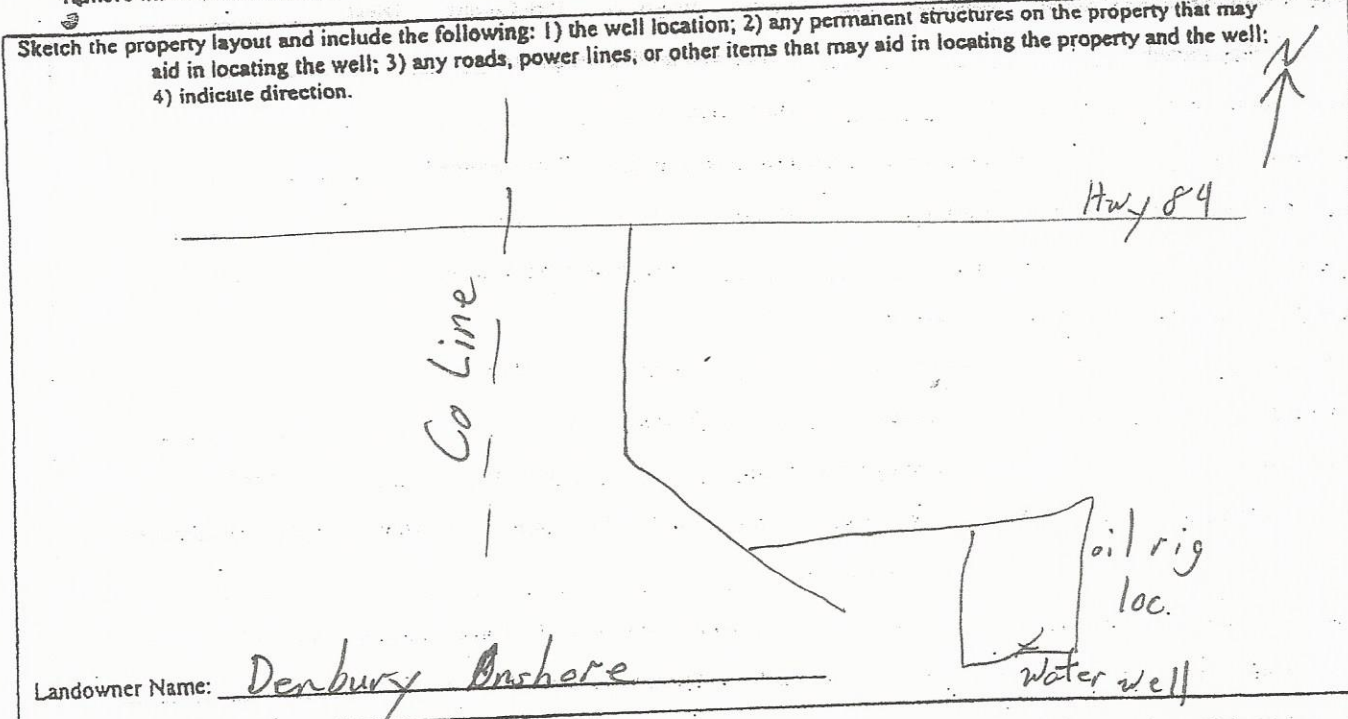 Sketch the property layout and include the following: 1) the well location; 2) any permanent structures on the property that may
aid in locating the well; 3) any roads, power lines, or other items that may aid in locating the property and the well;
4) indicate direction.
N
Hwy 84
Co Line
oil rig
loc.
Water well
Landowner Name: Denbury Onshore